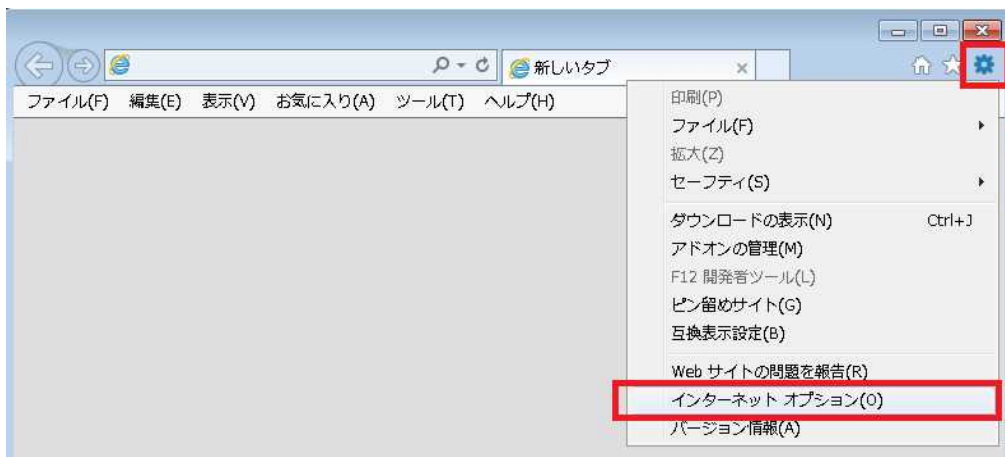 新しいタブ
ファイル(F) 編集(E) 表示(V) お気に入り(A) ツール(T) ヘルプ(H)
印刷(P)
ファイル(F)
拡大(Z)
セーフティ(S)
ダウンロードの表示(N) Ctrl+J
アドオンの管理(M)
F12 開発者ツール(L)
ピン留めサイト(G)
互換表示設定(B)
Web サイトの問題を報告(R)
インターネット オプション(O)
バージョン情報(A)